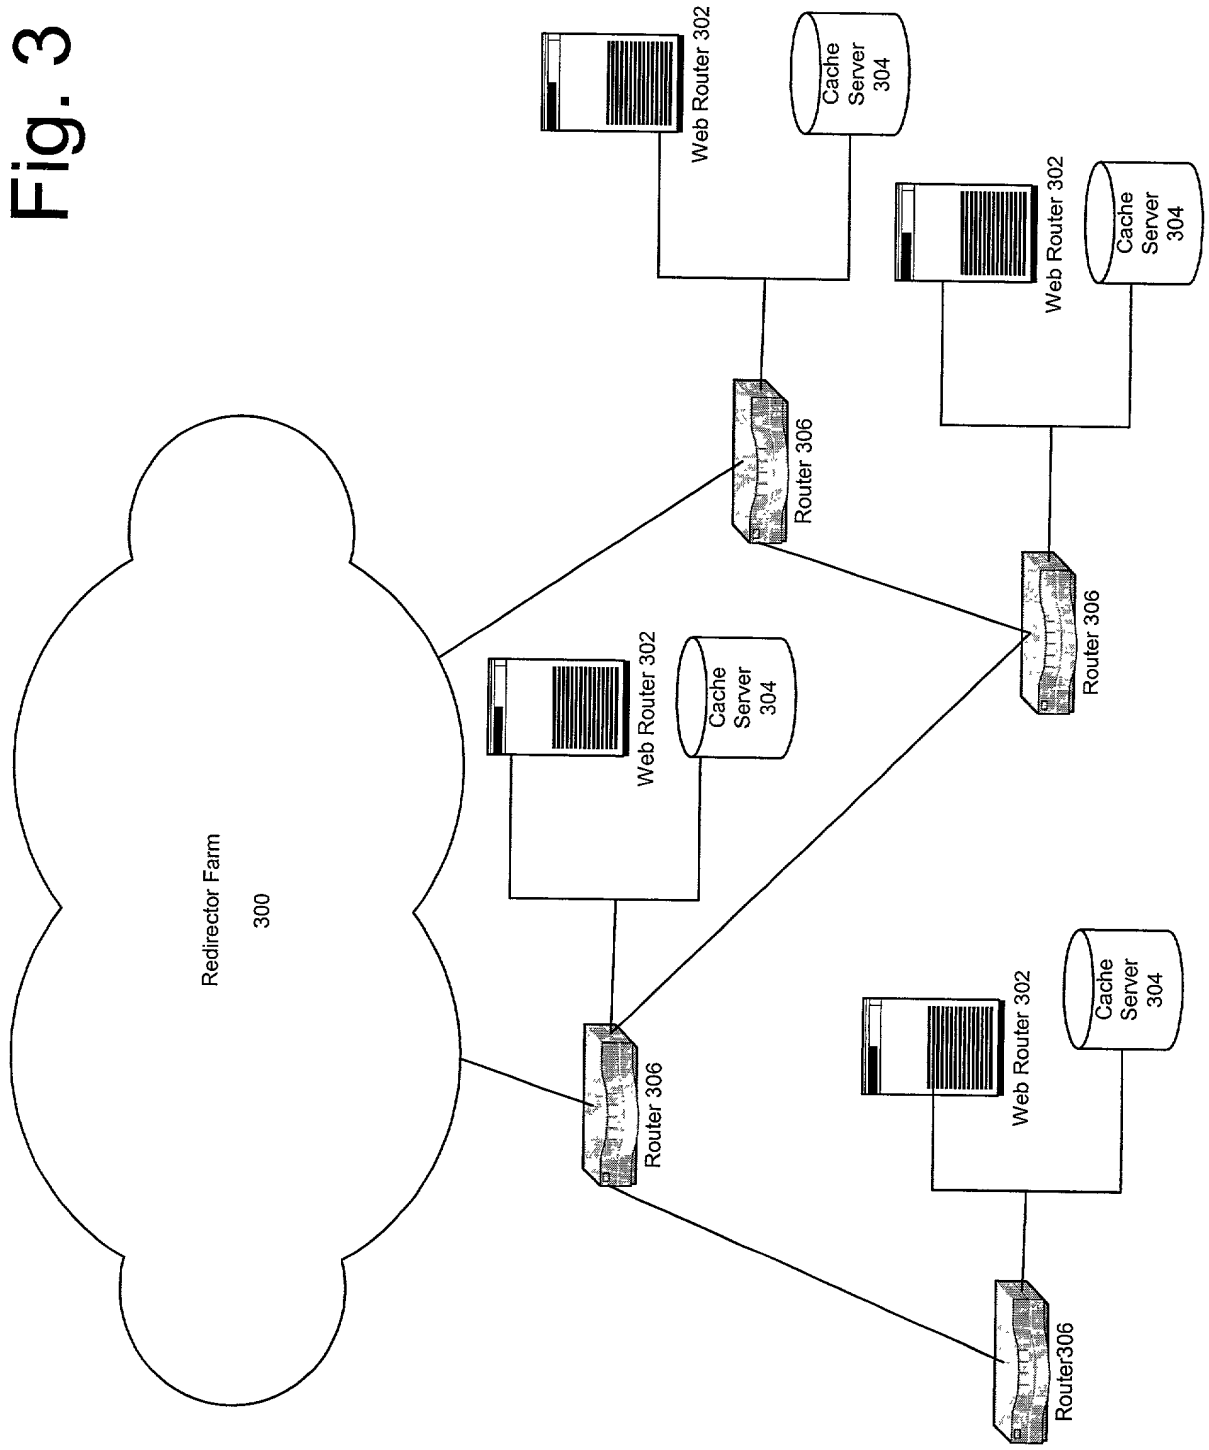 Fig. 3
Redirector Farm
300
Router 306
Web Router 302
Cache
Server
304
Router 306
Web Router 302
Cache
Server
304
Router306
Web Router 302
Cache
Server
304
Router 306
Web Router 302
Cache
Server
304